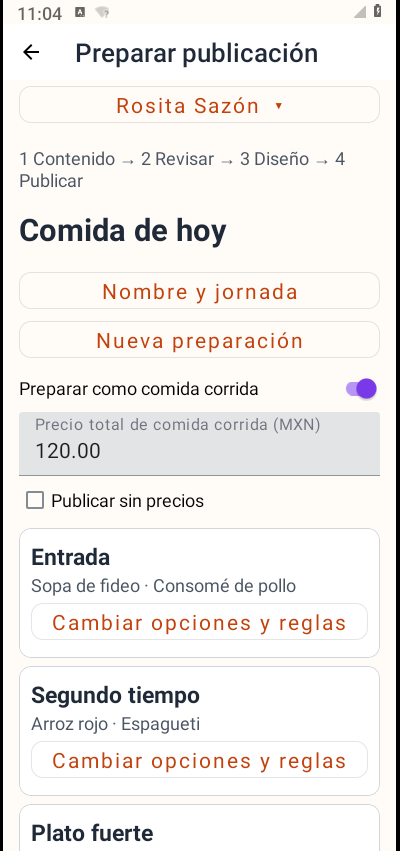 11:04
Preparar publicación
Rosita Sazón
1 Contenido → 2 Revisar → 3 Diseño → 4
Publicar
Comida de hoy
Nombre y jornada
Nueva preparación
Preparar como comida corrida
Precio total de comida corrida (MXN)
120.00
Publicar sin precios
Entrada
Sopa de fideo · Consomé de pollo
Cambiar opciones y reglas
Segundo tiempo
Arroz rojo · Espagueti
Cambiar opciones y reglas
Plato fuerte